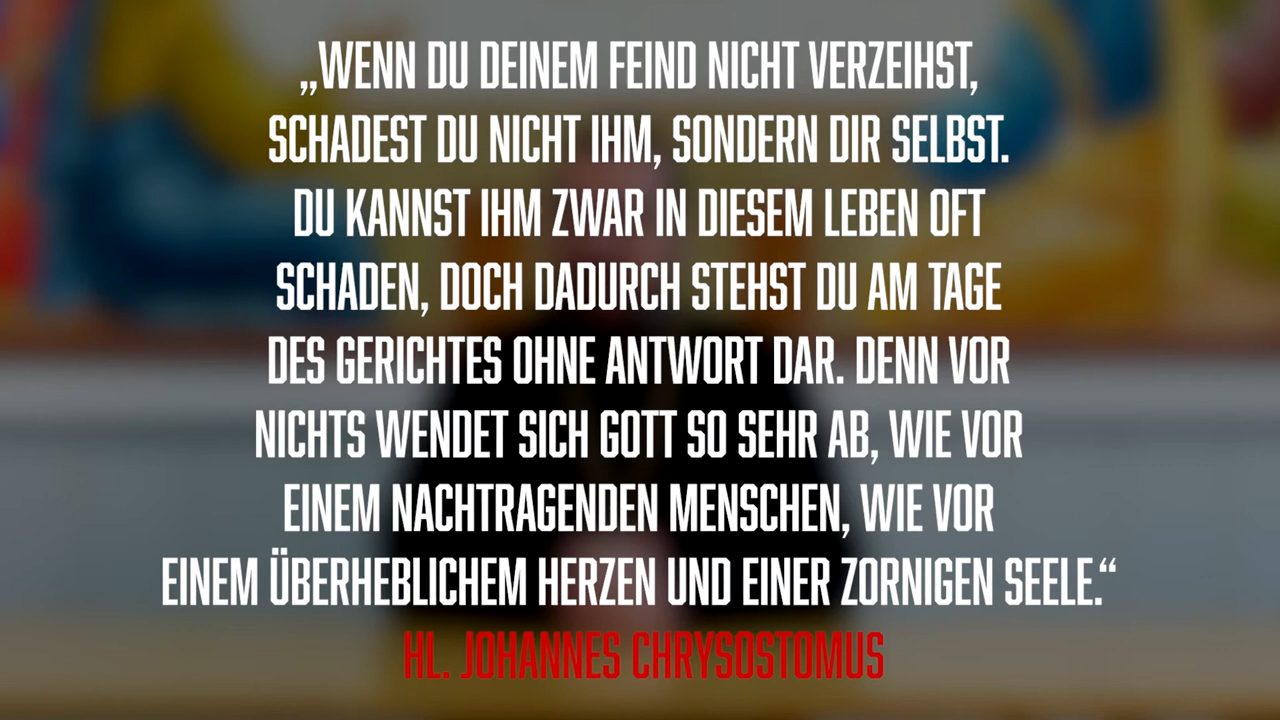 „WENN DU DEINEM FEIND NICHT VERZEIHST,
SCHADEST DU NICHT IHM, SONDERN DIR SELBST.
DU KANNST IHM ZWAR IN DIESEM LEBEN OFT
SCHADEN, DOCH DADURCH STEHST DU AM TAGE
DES GERICHTES OHNE ANTWORT DAR. DENN VOR
NICHTS WENDET SICH GOTT SO SEHR AB, WIE VOR
EINEM NACHTRAGENDEN MENSCHEN, WIE VOR
EINEM ÜBERHEBLICHEM HERZEN UND EINER ZORNIGEN SEELE.“
HL. JOHANNES CHRYSOSTOMUS